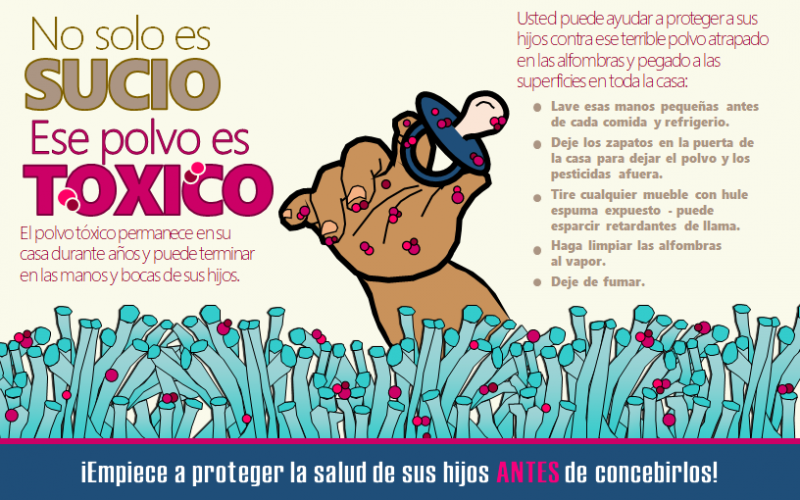 No solo es
SUCIO
Ese polvo es
TOXICO
El polvo tóxico permanece en su
casa durante años y puede terminar
en las manos y bocas de sus hijos.
Usted puede ayudar a proteger a sus
hijos contra ese terrible polvo atrapado
en las alfombras y pegado a las
superficies en toda la casa:
• Lave esas manos pequeñas antes
de cada comida y refrigerio.
• Deje los zapatos en la puerta de
la casa para dejar el polvo y los
pesticidas afuera.
• Tire cualquier mueble con hule
espuma expuesto - puede
esparcir retardantes de llama.
• Haga limpiar las alfombras
al vapor.
• Deje de fumar.
¡Empiece a proteger la salud de sus hijos ANTES de concebirlos!